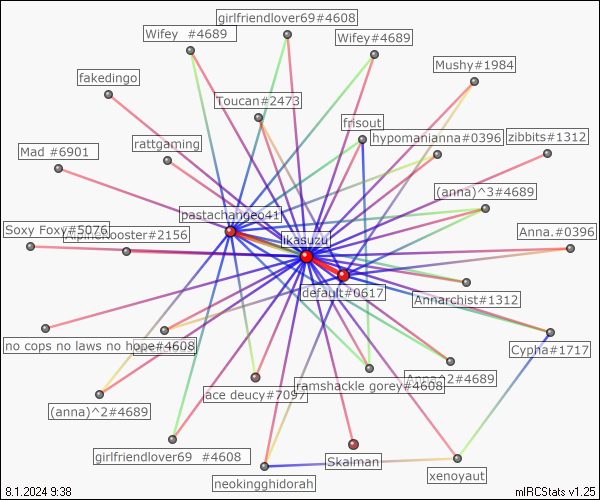 girlfriendlover69#4608
Wifey #4689
Wifey#4689
Mushy#1984
fakedingo
Toucan#2473
frisout
hypomanianna#0396
zibbits#1312
rattgaming
Mad #6901
(anna)^3#4689
pastachangeo41
Soxy Foxy#5076
ooster#2156
ikasuzu
Anna.#0396
default#0617
Annarchist#1312
no cops no laws no hope#4608
Cypha#1717
Anna^2#4689
ramshackle gorey#4608
ace deucy#7097
(anna)^2#4689
girlfriendlover69 #4608
Skalman
xenoyaut
neokingghidorah
8.1.2024 9:38
mIRCStats v1.25